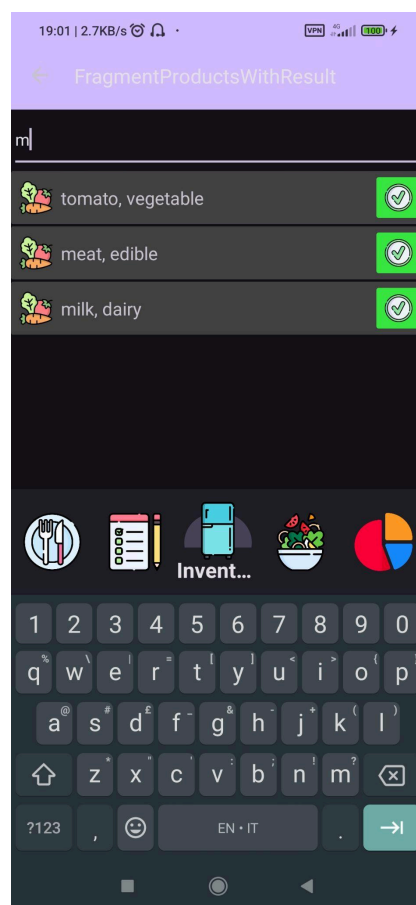 19:01 | 2.7KB/s
VPN 4G 100
FragmentProductsWithResult
m
tomato, vegetable
meat, edible
milk, dairy
Invent...
1 2 3 4 5 6 7 8 9 0
q w e r t y u i o p
a s d f g h j k l
z x c v b n m
?123 , EN • IT .